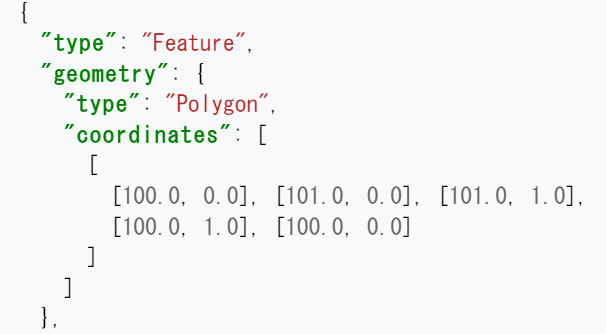 {
"type": "Feature",
"geometry": {
"type": "Polygon",
"coordinates": [
[
[100.0, 0.0], [101.0, 0.0], [101.0, 1.0],
[100.0, 1.0], [100.0, 0.0]
]
]
},